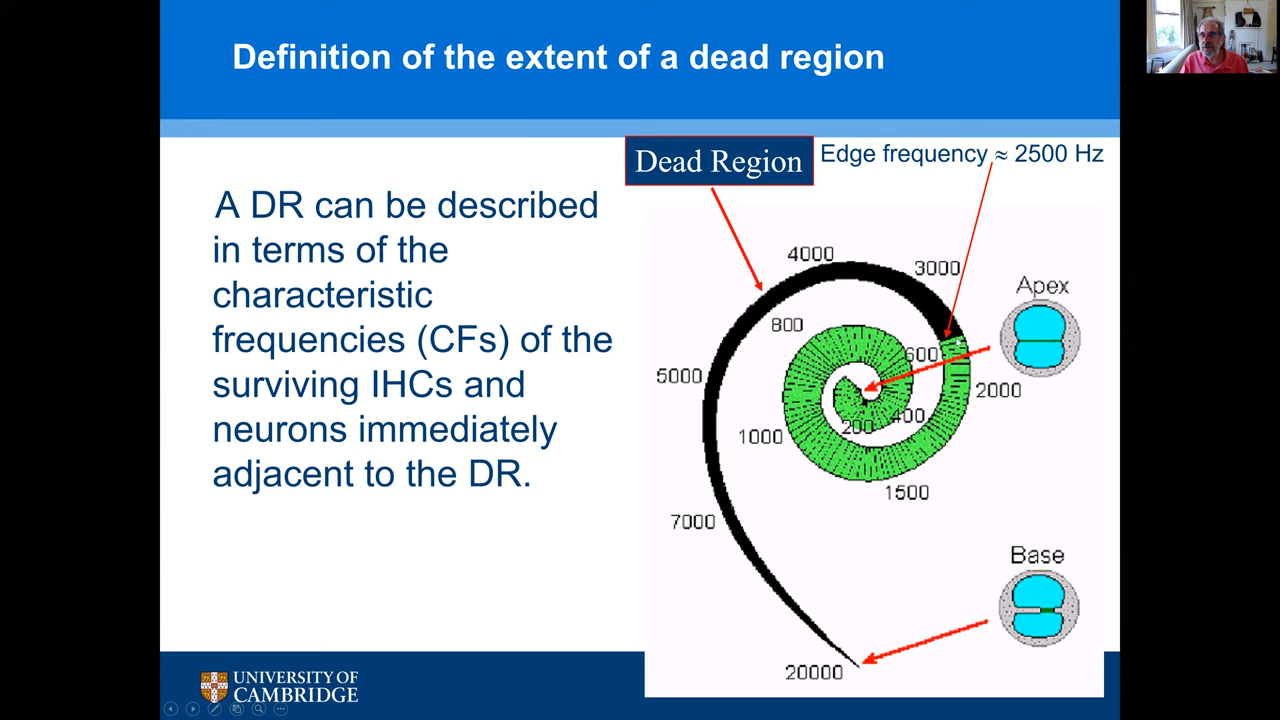 Definition of the extent of a dead region
Dead Region
Edge frequency ≈ 2500 Hz
A DR can be described
in terms of the
characteristic
frequencies (CFs) of the
surviving IHCs and
neurons immediately
adjacent to the DR.
4000
3000
Apex
800
600
5000
2000
400
200
1000
1500
7000
Base
20000
UNIVERSITY OF
CAMBRIDGE